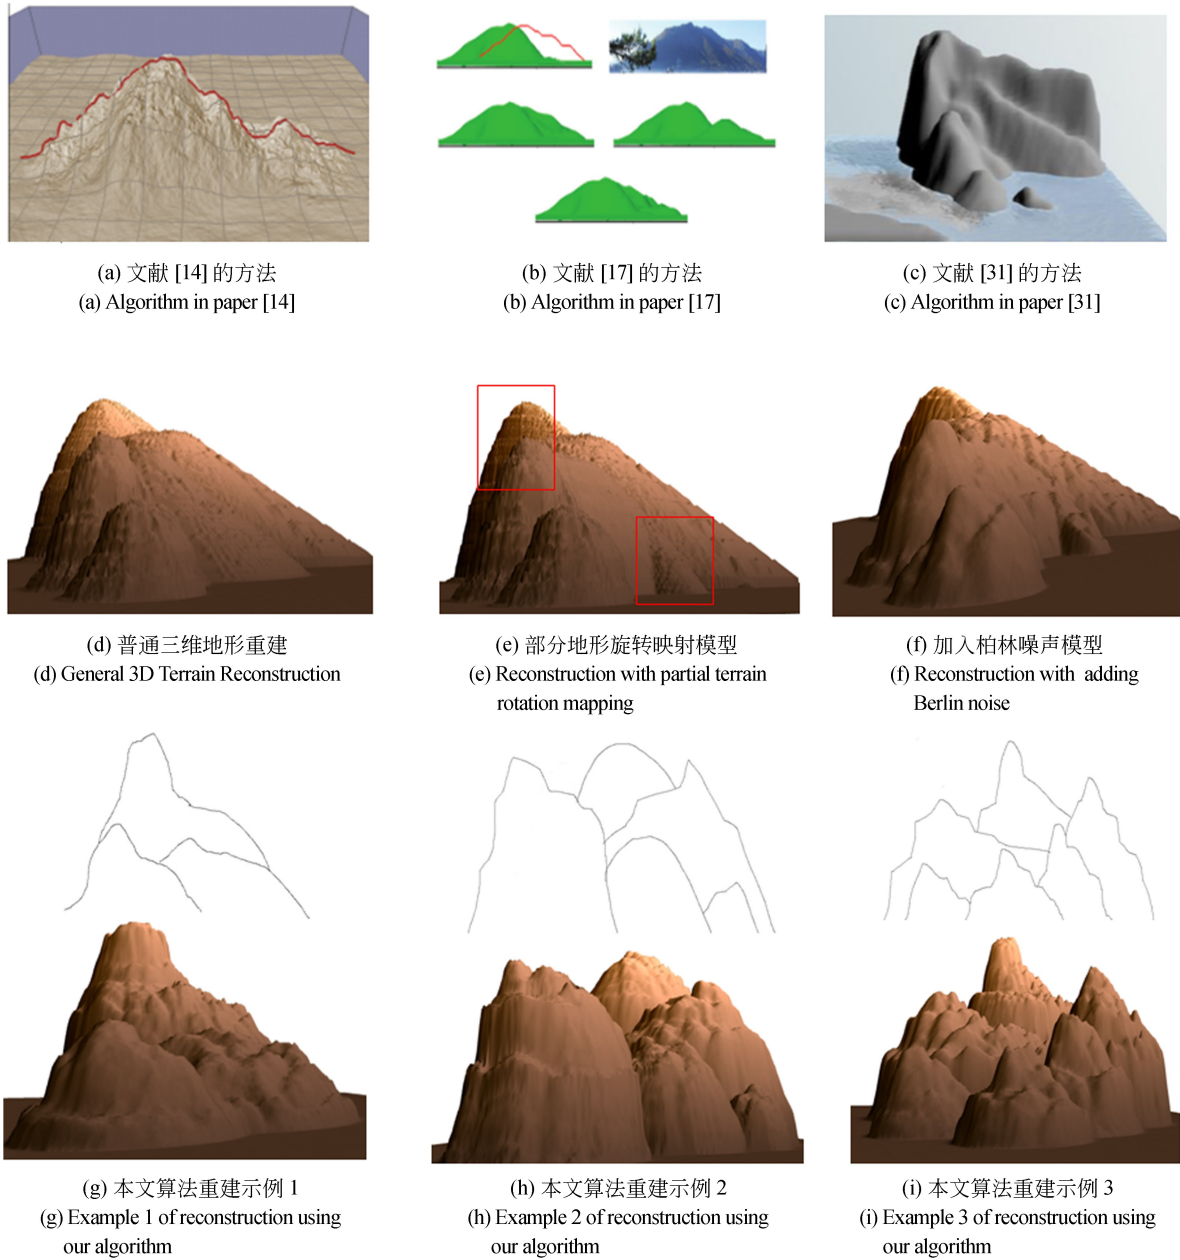 (a) 文献 [14] 的方法
(a) Algorithm in paper [14]
(b) 文献 [17] 的方法
(b) Algorithm in paper [17]
(c) 文献 [31] 的方法
(c) Algorithm in paper [31]
(d) 普通三维地形重建
(d) General 3D Terrain Reconstruction
(e) 部分地形旋转映射模型
(e) Reconstruction with partial terrain
rotation mapping
(f) 加入柏林噪声模型
(f) Reconstruction with adding
Berlin noise
(g) 本文算法重建示例 1
(g) Example 1 of reconstruction using
our algorithm
(h) 本文算法重建示例 2
(h) Example 2 of reconstruction using
our algorithm
(i) 本文算法重建示例 3
(i) Example 3 of reconstruction using
our algorithm